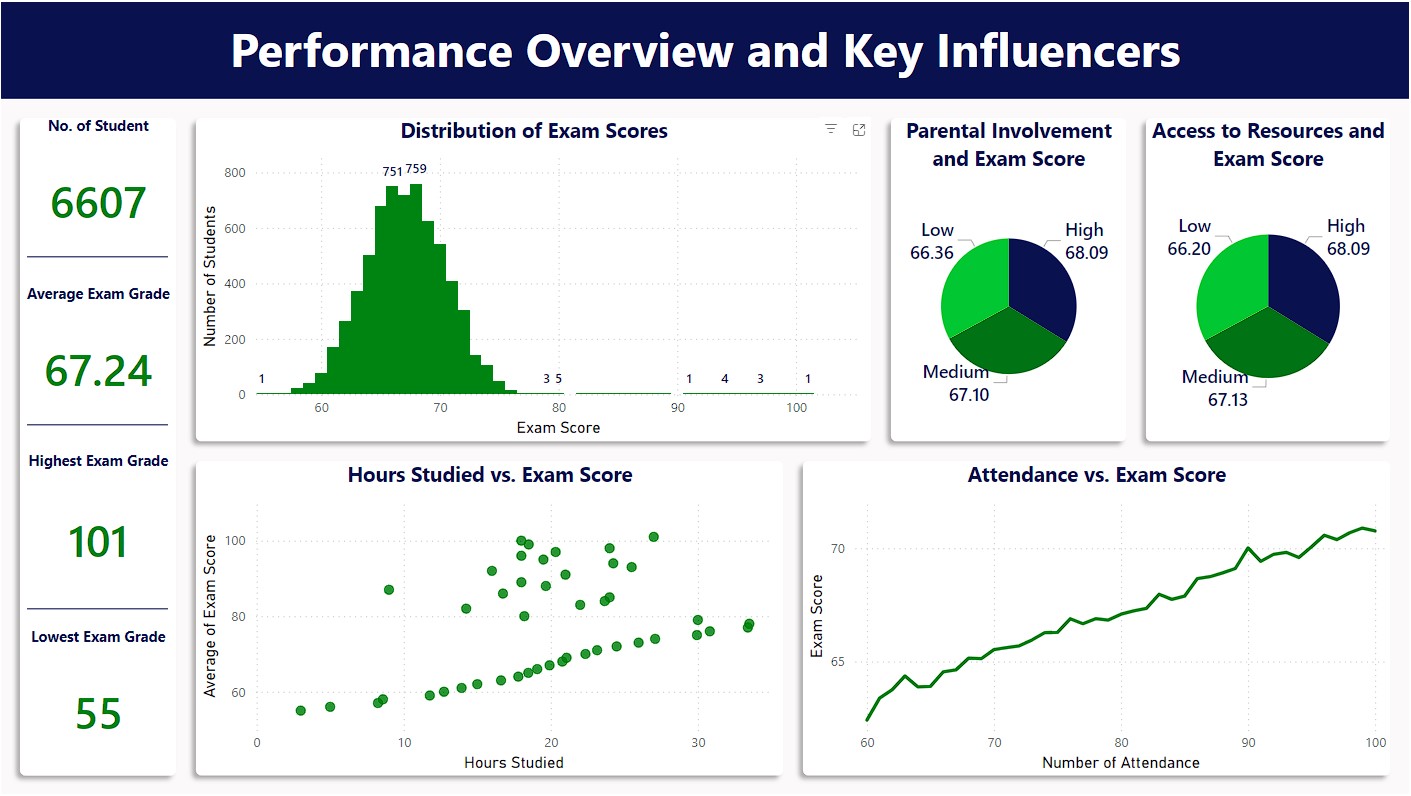 Performance Overview and Key Influencers
No. of Student
6607
Average Exam Grade
67.24
Highest Exam Grade
101
Lowest Exam Grade
55
Distribution of Exam Scores
Number of Students
800
600
400
200
0
1
751
759
3
5
1
4
3
1
60
70
80
90
100
Exam Score
Parental Involvement
and Exam Score
Low
66.36
High
68.09
Medium
67.10
Access to Resources and
Exam Score
Low
66.20
High
68.09
Medium
67.13
Hours Studied vs. Exam Score
Average of Exam Score
100
80
60
0
10
20
30
Hours Studied
Attendance vs. Exam Score
Exam Score
70
65
60
70
80
90
100
Number of Attendance